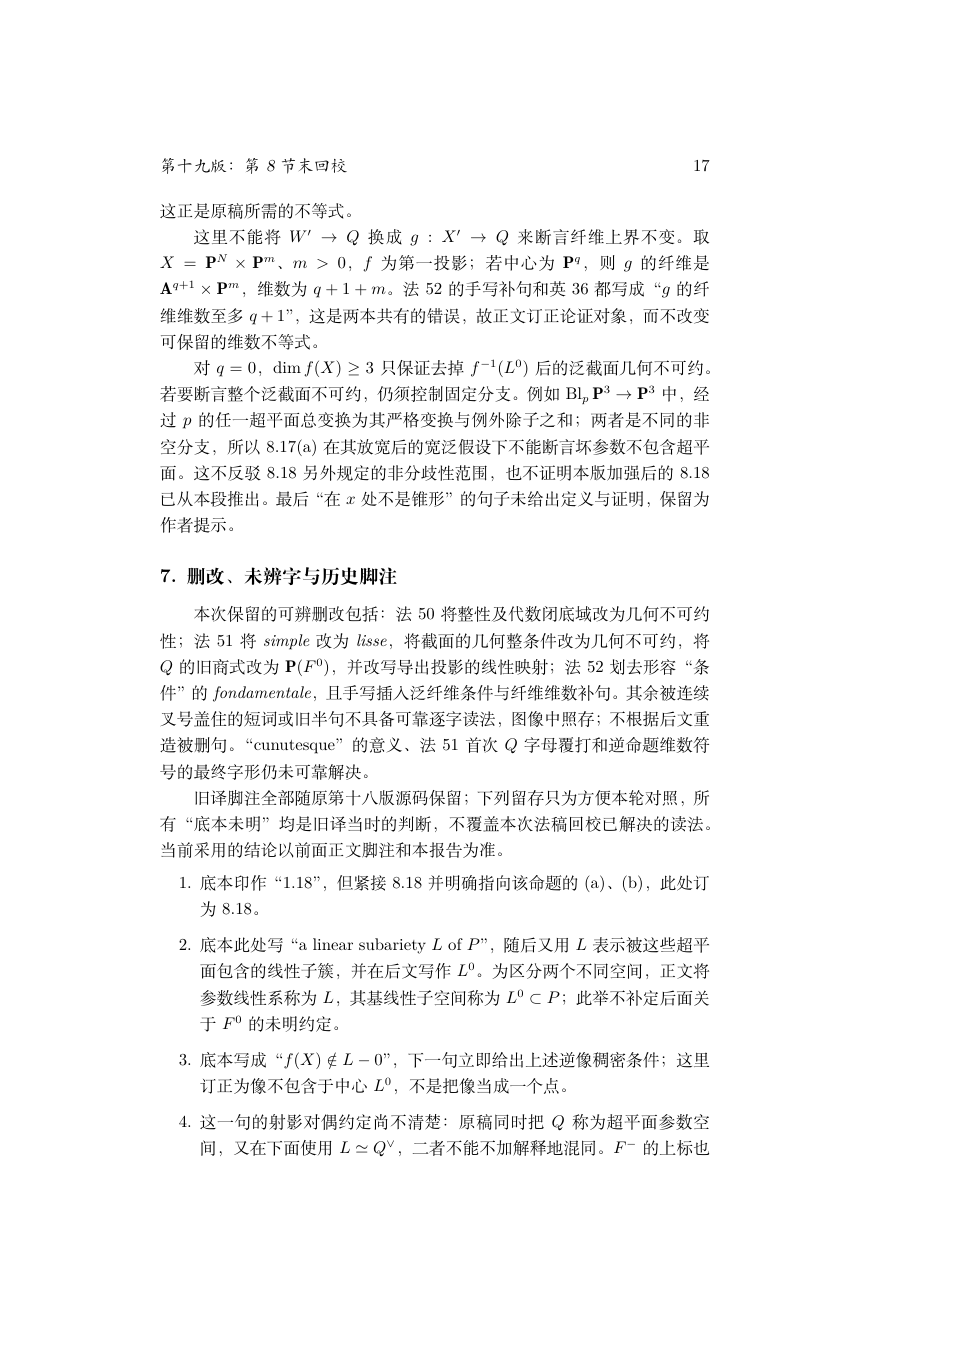 第十九版：第 8 节末回校 17
这正是原稿所需的不等式。
这里不能将 W′ → Q 换成 g : X′ → Q 来断言纤维上界不变。取
X = P^N × P^m、m > 0，f 为第一投影；若中心为 P^q，则 g 的纤维是
A^{q+1} × P^m，维数为 q + 1 + m。法 52 的手写补句和英 36 都写成 “g 的纤
维维数至多 q + 1”，这是两本共有的错误，故正文订正论证对象，而不改变
可保留的维数不等式。
对 q = 0，dim f(X) ≥ 3 只保证去掉 f^{−1}(L^0) 后的泛截面几何不可约。
若要断言整个泛截面不可约，仍须控制固定分支。例如 Bl_p P^3 → P^3 中，经
过 p 的任一超平面总变换为其严格变换与例外除子之和；两者是不同的非
空分支，所以 8.17(a) 在其放宽后的宽泛假设下不能断言坏参数不包含超平
面。这不反驳 8.18 另外规定的非分歧性范围，也不证明本版加强后的 8.18
已从本段推出。最后 “在 x 处不是锥形” 的句子未给出定义与证明，保留为
作者提示。
7. 删改、未辨字与历史脚注
本次保留的可辨删改包括：法 50 将整性及代数闭底域改为几何不可约
性；法 51 将 simple 改为 lisse，将截面的几何整条件改为几何不可约，将
Q 的旧商式改为 P(F^0)，并改写导出投影的线性映射；法 52 划去形容 “条
件” 的 fondamentale，且手写插入泛纤维条件与纤维维数补句。其余被连续
叉号盖住的短词或旧半句不具备可靠逐字读法，图像中照存；不根据后文重
造被删句。“cunutesque” 的意义、法 51 首次 Q 字母覆打和逆命题维数符
号的最终字形仍未可靠解决。
旧译脚注全部随原第十八版源码保留；下列留存只为方便本轮对照，所
有 “底本未明” 均是旧译当时的判断，不覆盖本次法稿回校已解决的读法。
当前采用的结论以前面正文脚注和本报告为准。
1. 底本印作 “1.18”，但紧接 8.18 并明确指向该命题的 (a)、(b)，此处订
为 8.18。
2. 底本此处写 “a linear subariety L of P”，随后又用 L 表示被这些超平
面包含的线性子簇，并在后文写作 L^0。为区分两个不同空间，正文将
参数线性系称为 L，其基线性子空间称为 L^0 ⊂ P；此举不补定后面关
于 F^0 的未明约定。
3. 底本写成 “f(X) ∉ L − 0”，下一句立即给出上述逆像稠密条件；这里
订正为像不包含于中心 L^0，不是把像当成一个点。
4. 这一句的射影对偶约定尚不清楚：原稿同时把 Q 称为超平面参数空
间，又在下面使用 L ≃ Q^∨，二者不能不加解释地混同。F^− 的上标也